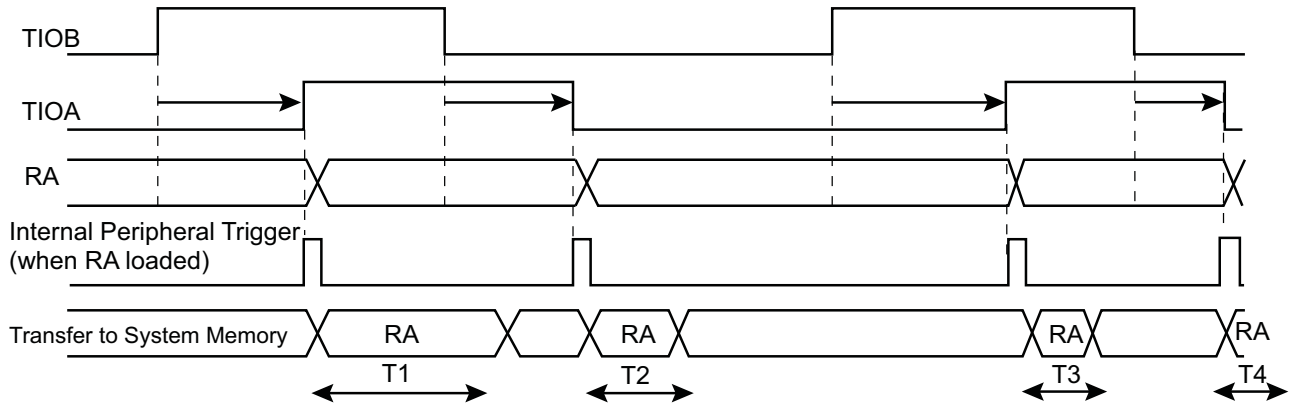 TIOB
TIOA
RA
Internal Peripheral Trigger
(when RA loaded)
Transfer to System Memory
RA
RA
RA
RA
T1
T2
T3
T4